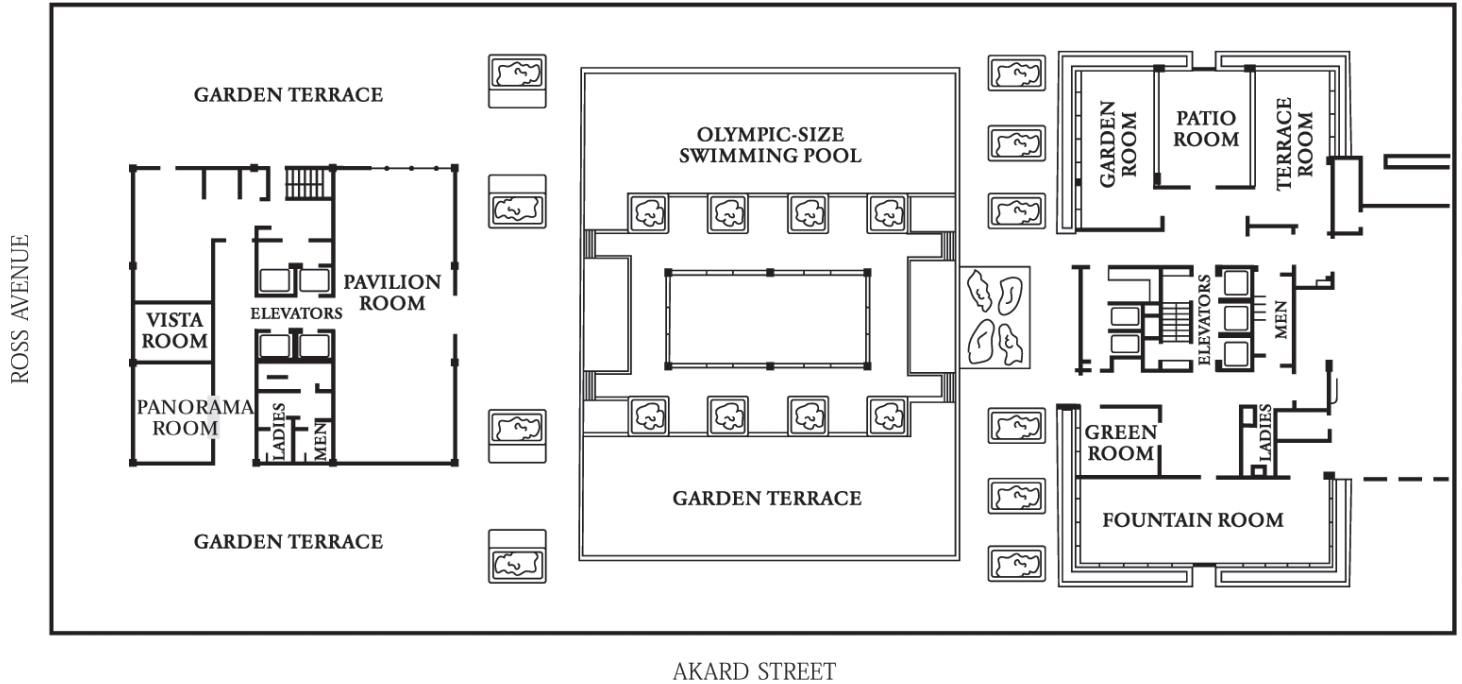 GARDEN TERRACE
OLYMPIC-SIZE
SWIMMING POOL
GARDEN
ROOM
PATIO
ROOM
TERRACE
ROOM
ROSS AVENUE
PAVILION
ROOM
ELEVATORS
VISTA
ROOM
PANORAMA
ROOM
LADIES
MEN
ELEVATORS
MEN
LADIES
GREEN
ROOM
GARDEN TERRACE
FOUNTAIN ROOM
GARDEN TERRACE
AKARD STREET